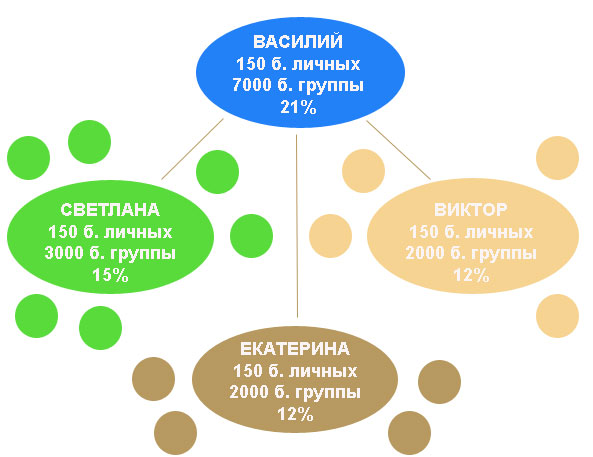 ВАСИЛИЙ
150 б. личных
7000 б. группы
21%
СВЕТЛАНА
150 б. личных
3000 б. группы
15%
ВИКТОР
150 б. личных
2000 б. группы
12%
ЕКАТЕРИНА
150 б. личных
2000 б. группы
12%